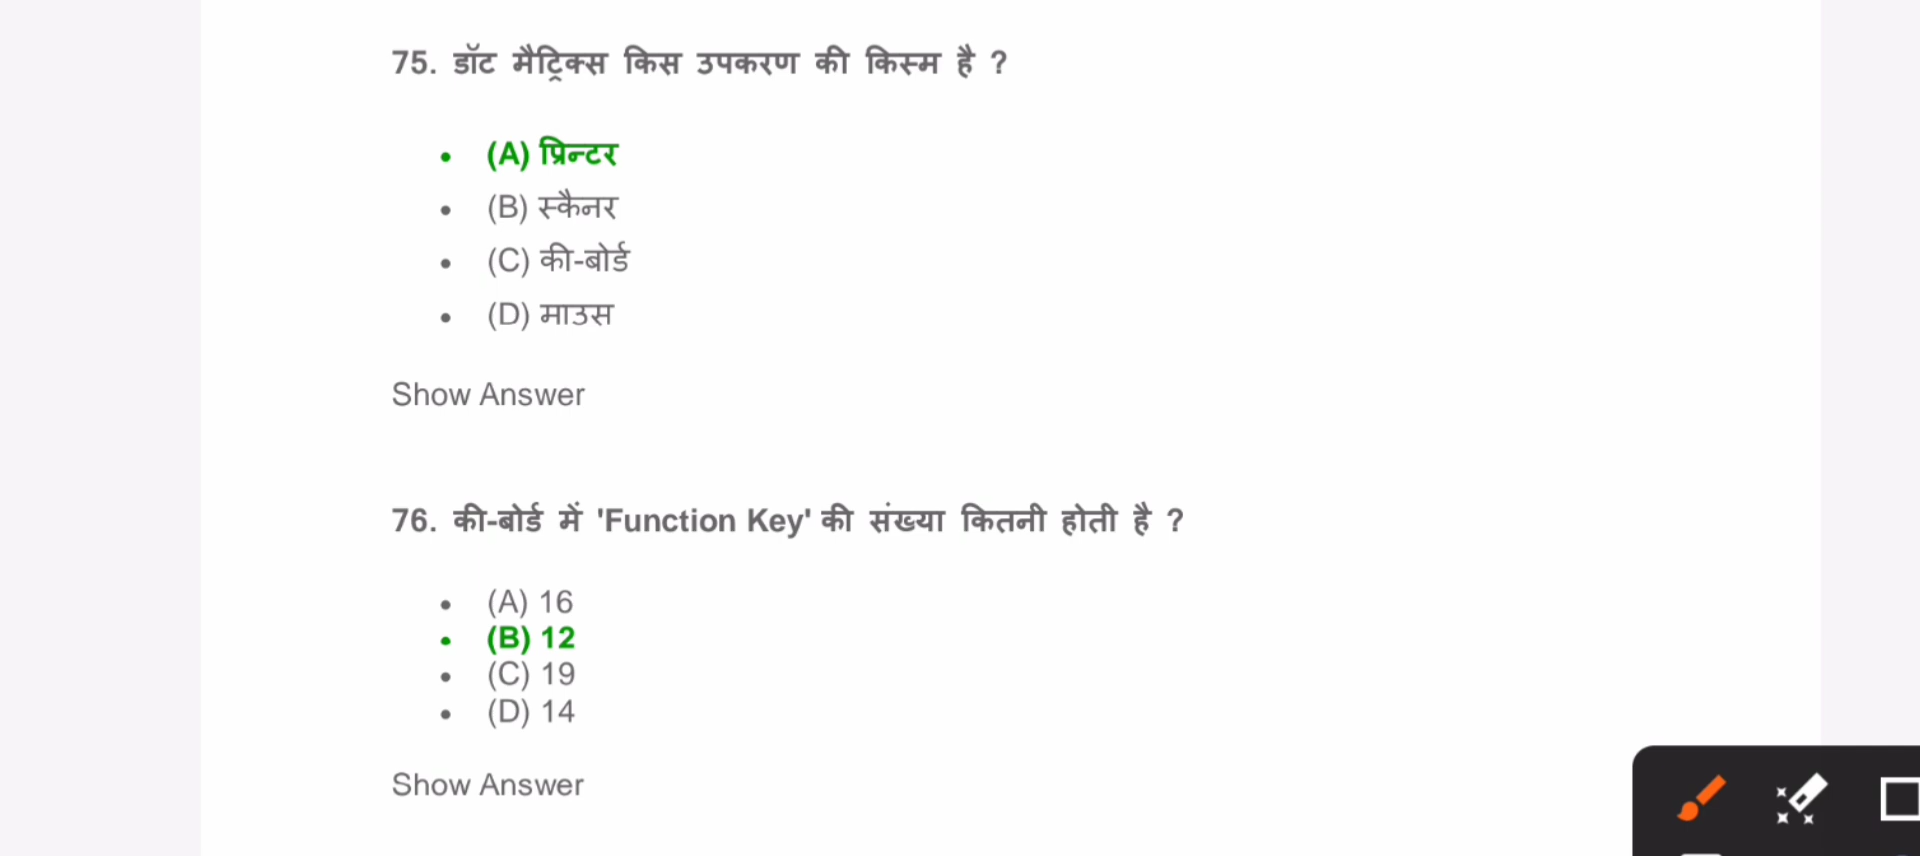 75. डॉट मैट्रिक्स किस उपकरण की किस्म है ?
• (A) प्रिन्टर
• (B) स्कैनर
• (C) की-बोर्ड
• (D) माउस
Show Answer
76. की-बोर्ड में 'Function Key' की संख्या कितनी होती है ?
• (A) 16
• (B) 12
• (C) 19
• (D) 14
Show Answer